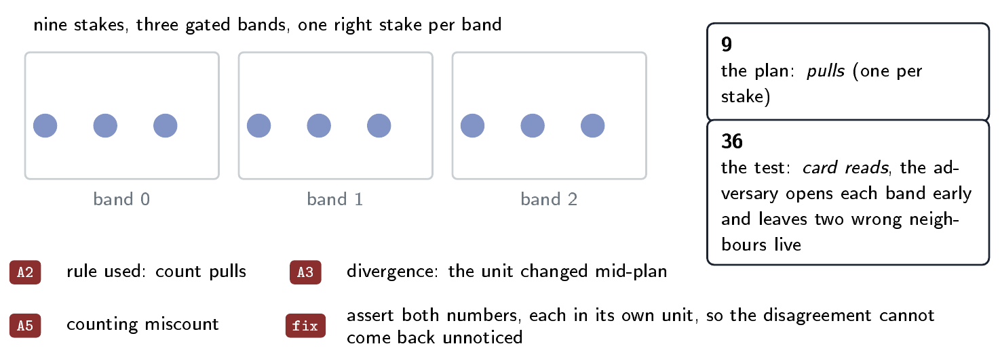 nine stakes, three gated bands, one right stake per band
band 0
band 1
band 2
9
the plan: pulls (one per
stake)
36
the test: card reads, the ad-
versary opens each band early
and leaves two wrong neigh-
bours live
A2
rule used: count pulls
A3
divergence: the unit changed mid-plan
A5
counting miscount
fix
assert both numbers, each in its own unit, so the disagreement cannot
come back unnoticed